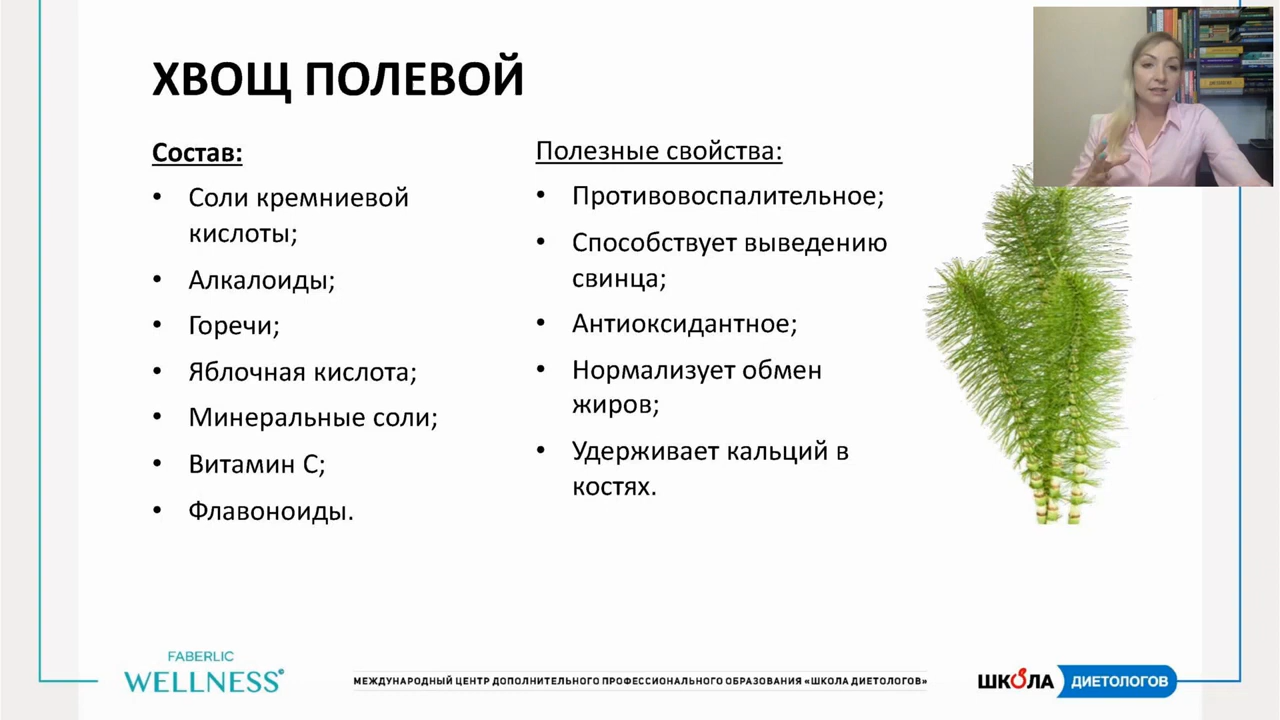 ХВОЩ ПОЛЕВОЙ
Состав:
• Соли кремниевой
кислоты;
• Алкалоиды;
• Горечи;
• Яблочная кислота;
• Минеральные соли;
• Витамин С;
• Флавоноиды.
Полезные свойства:
• Противовоспалительное;
• Способствует выведению
свинца;
• Антиоксидантное;
• Нормализует обмен
жиров;
• Удерживает кальций в
костях.
FABERLIC
WELLNESS
МЕЖДУНАРОДНЫЙ ЦЕНТР ДОПОЛНИТЕЛЬНОГО ПРОФЕССИОНАЛЬНОГО ОБРАЗОВАНИЯ «ШКОЛА ДИЕТОЛОГОВ»
ШКОЛА ДИЕТОЛОГОВ